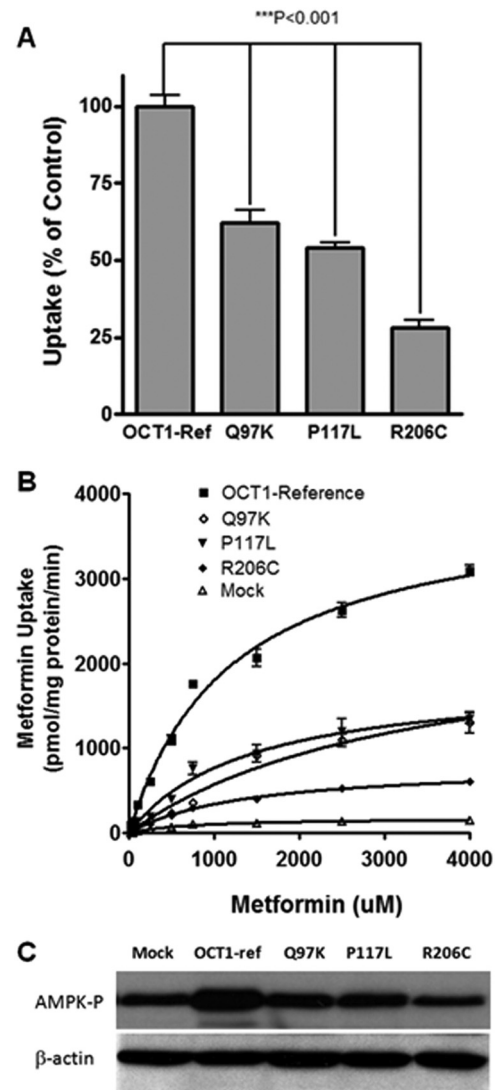 ***P<0.001
A
Uptake (% of Control)
100
75
50
25
0
OCT1-Ref Q97K P117L R206C
B
Metformin Uptake
(pmol/mg protein/min)
4000
3000
2000
1000
0
OCT1-Reference
Q97K
P117L
R206C
Mock
0 1000 2000 3000 4000
Metformin (uM)
C
Mock OCT1-ref Q97K P117L R206C
AMPK-P
β-actin